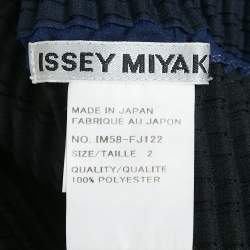 ISSEY MIYAK
MADE IN JAPAN
FABRIQUE AU JAPON
NO. IM58-FJ122
SIZE/TAILLE 2
QUALITY/QUALITE
100% POLYESTER